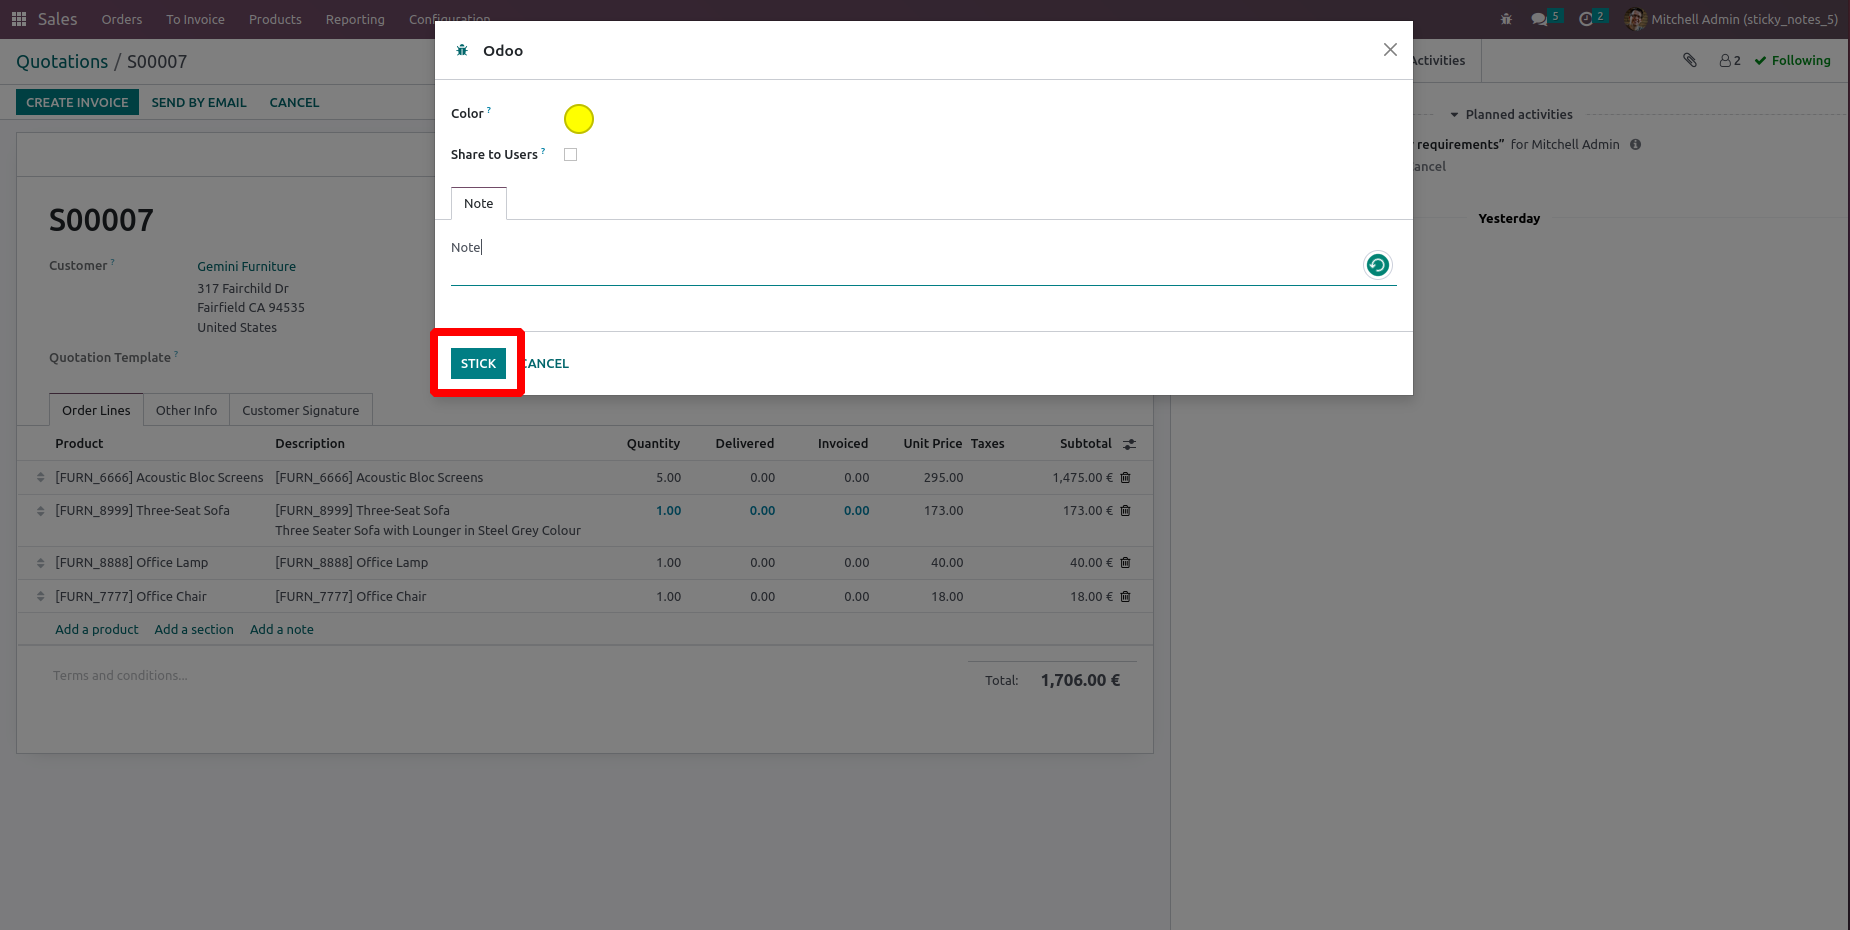 Sales Orders To Invoice Products Reporting Configuration 5 2 Mitchell Admin (sticky_notes_5)
Quotations / S00007
Activities 2 Following
CREATE INVOICE SEND BY EMAIL CANCEL
Odoo
Color ?
Share to Users ?
Note
Note
STICK CANCEL
Planned activities
requirements” for Mitchell Admin
Cancel
Yesterday
S00007
Customer ? Gemini Furniture
317 Fairchild Dr
Fairfield CA 94535
United States
Quotation Template ?
Order Lines Other Info Customer Signature
Product Description Quantity Delivered Invoiced Unit Price Taxes Subtotal
[FURN_6666] Acoustic Bloc Screens [FURN_6666] Acoustic Bloc Screens 5.00 0.00 0.00 295.00 1,475.00 €
[FURN_8999] Three-Seat Sofa [FURN_8999] Three-Seat Sofa 1.00 0.00 0.00 173.00 173.00 €
Three Seater Sofa with Lounger in Steel Grey Colour
[FURN_8888] Office Lamp [FURN_8888] Office Lamp 1.00 0.00 0.00 40.00 40.00 €
[FURN_7777] Office Chair [FURN_7777] Office Chair 1.00 0.00 0.00 18.00 18.00 €
Add a product Add a section Add a note
Terms and conditions...
Total: 1,706.00 €